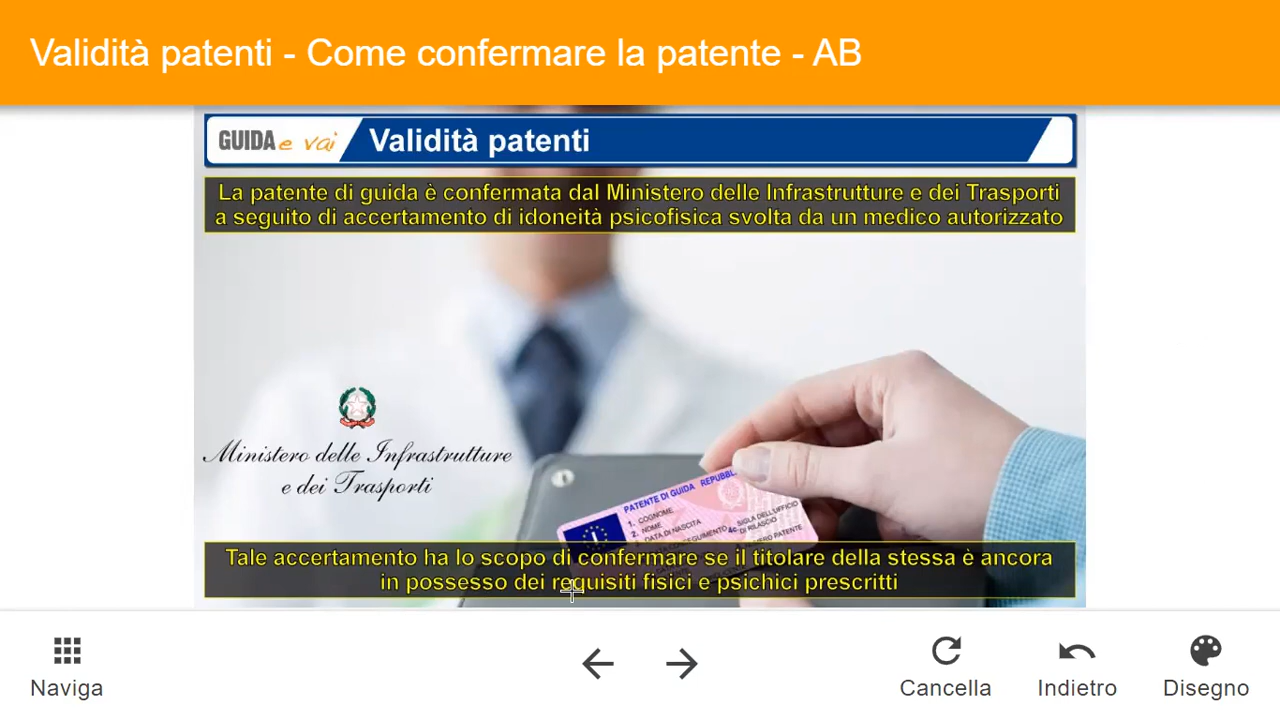 Validità patenti - Come confermare la patente - AB
GUIDA e vai
Validità patenti
La patente di guida è confermata dal Ministero delle Infrastrutture e dei Trasporti
a seguito di accertamento di idoneità psicofisica svolta da un medico autorizzato
Ministero delle Infrastrutture
e dei Trasporti
PATENTE DI GUIDA REPUBBL
1. COGNOME
2. NOME
3. DATA DI NASCITA
4c. SIGLA DELL'UFFICIO
DI RILASCIO
Tale accertamento ha lo scopo di confermare se il titolare della stessa è ancora
in possesso dei requisiti fisici e psichici prescritti
Naviga
Cancella
Indietro
Disegno